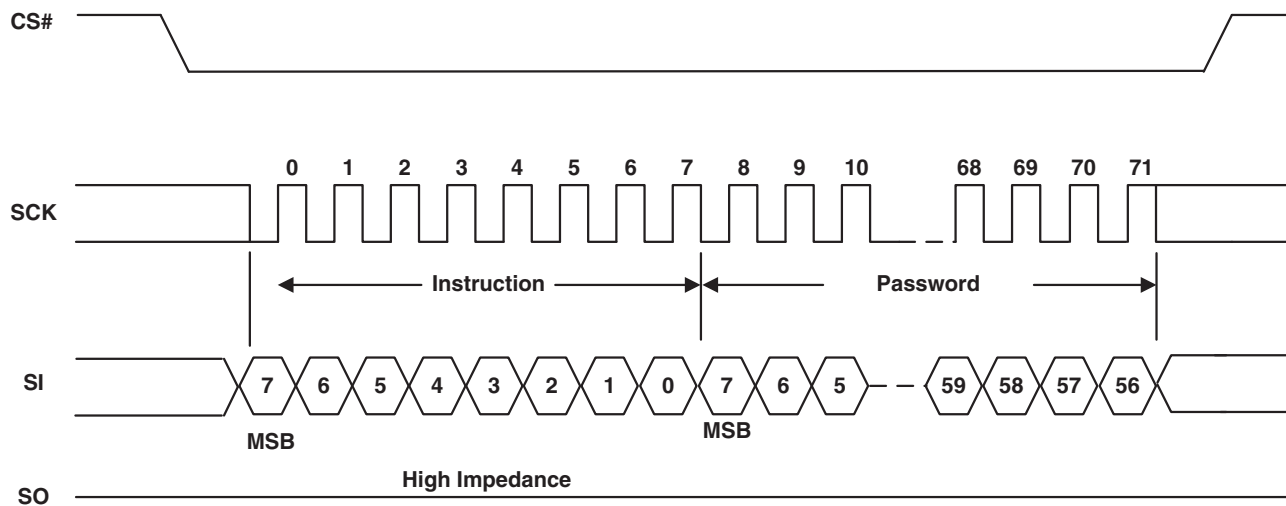 CS#
0 1 2 3 4 5 6 7 8 9 10 68 69 70 71
SCK
Instruction Password
SI 7 6 5 4 3 2 1 0 7 6 5 59 58 57 56
MSB MSB
High Impedance
SO